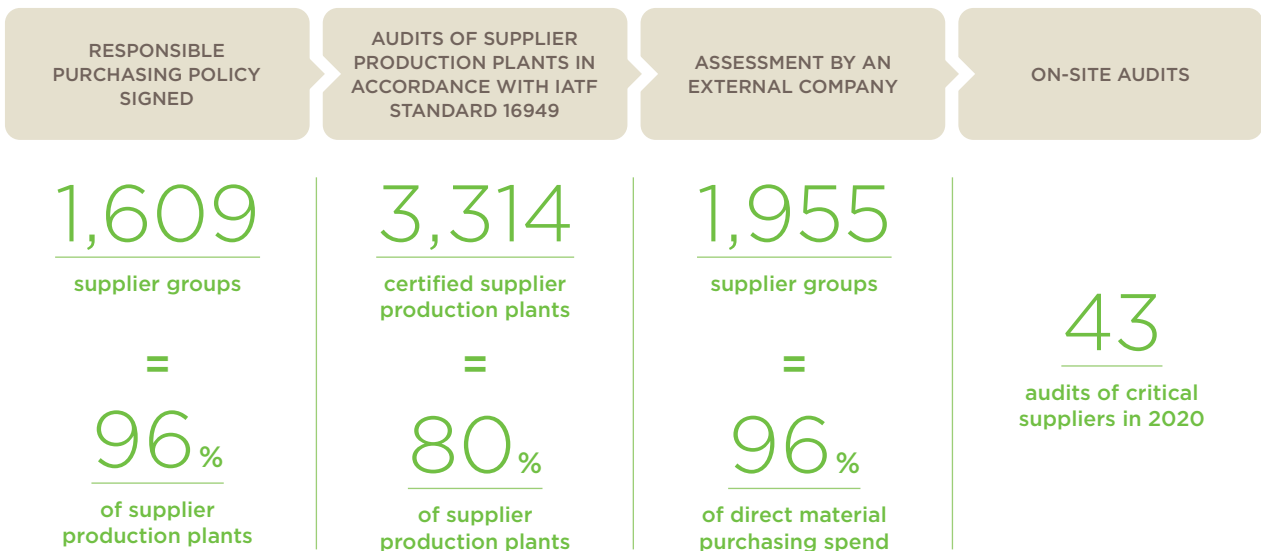 RESPONSIBLE
PURCHASING POLICY
SIGNED
AUDITS OF SUPPLIER
PRODUCTION PLANTS IN
ACCORDANCE WITH IATF
STANDARD 16949
ASSESSMENT BY AN
EXTERNAL COMPANY
ON-SITE AUDITS
1,609
supplier groups
=
96%
of supplier
production plants
3,314
certified supplier
production plants
=
80%
of supplier
production plants
1,955
supplier groups
=
96%
of direct material
purchasing spend
43
audits of critical
suppliers in 2020